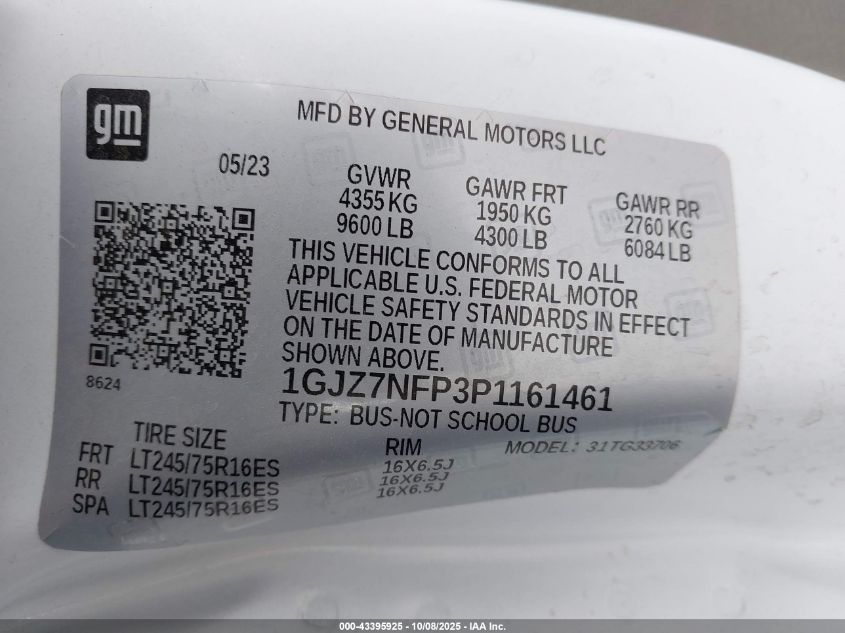 gm
MFD BY GENERAL MOTORS LLC
05/23
GVWR
4355 KG
9600 LB
GAWR FRT
1950 KG
4300 LB
GAWR RR
2760 KG
6084 LB
THIS VEHICLE CONFORMS TO ALL
APPLICABLE U.S. FEDERAL MOTOR
VEHICLE SAFETY STANDARDS IN EFFECT
ON THE DATE OF MANUFACTURE
SHOWN ABOVE.
8624
1GJZ7NFP3P1161461
TYPE: BUS-NOT SCHOOL BUS
TIRE SIZE
RIM
MODEL: 31TG33706
FRT LT245/75R16ES 16X6.5J
RR LT245/75R16ES 16X6.5J
SPA LT245/75R16ES 16X6.5J
000-43395925 - 10/08/2025 - IAA Inc.